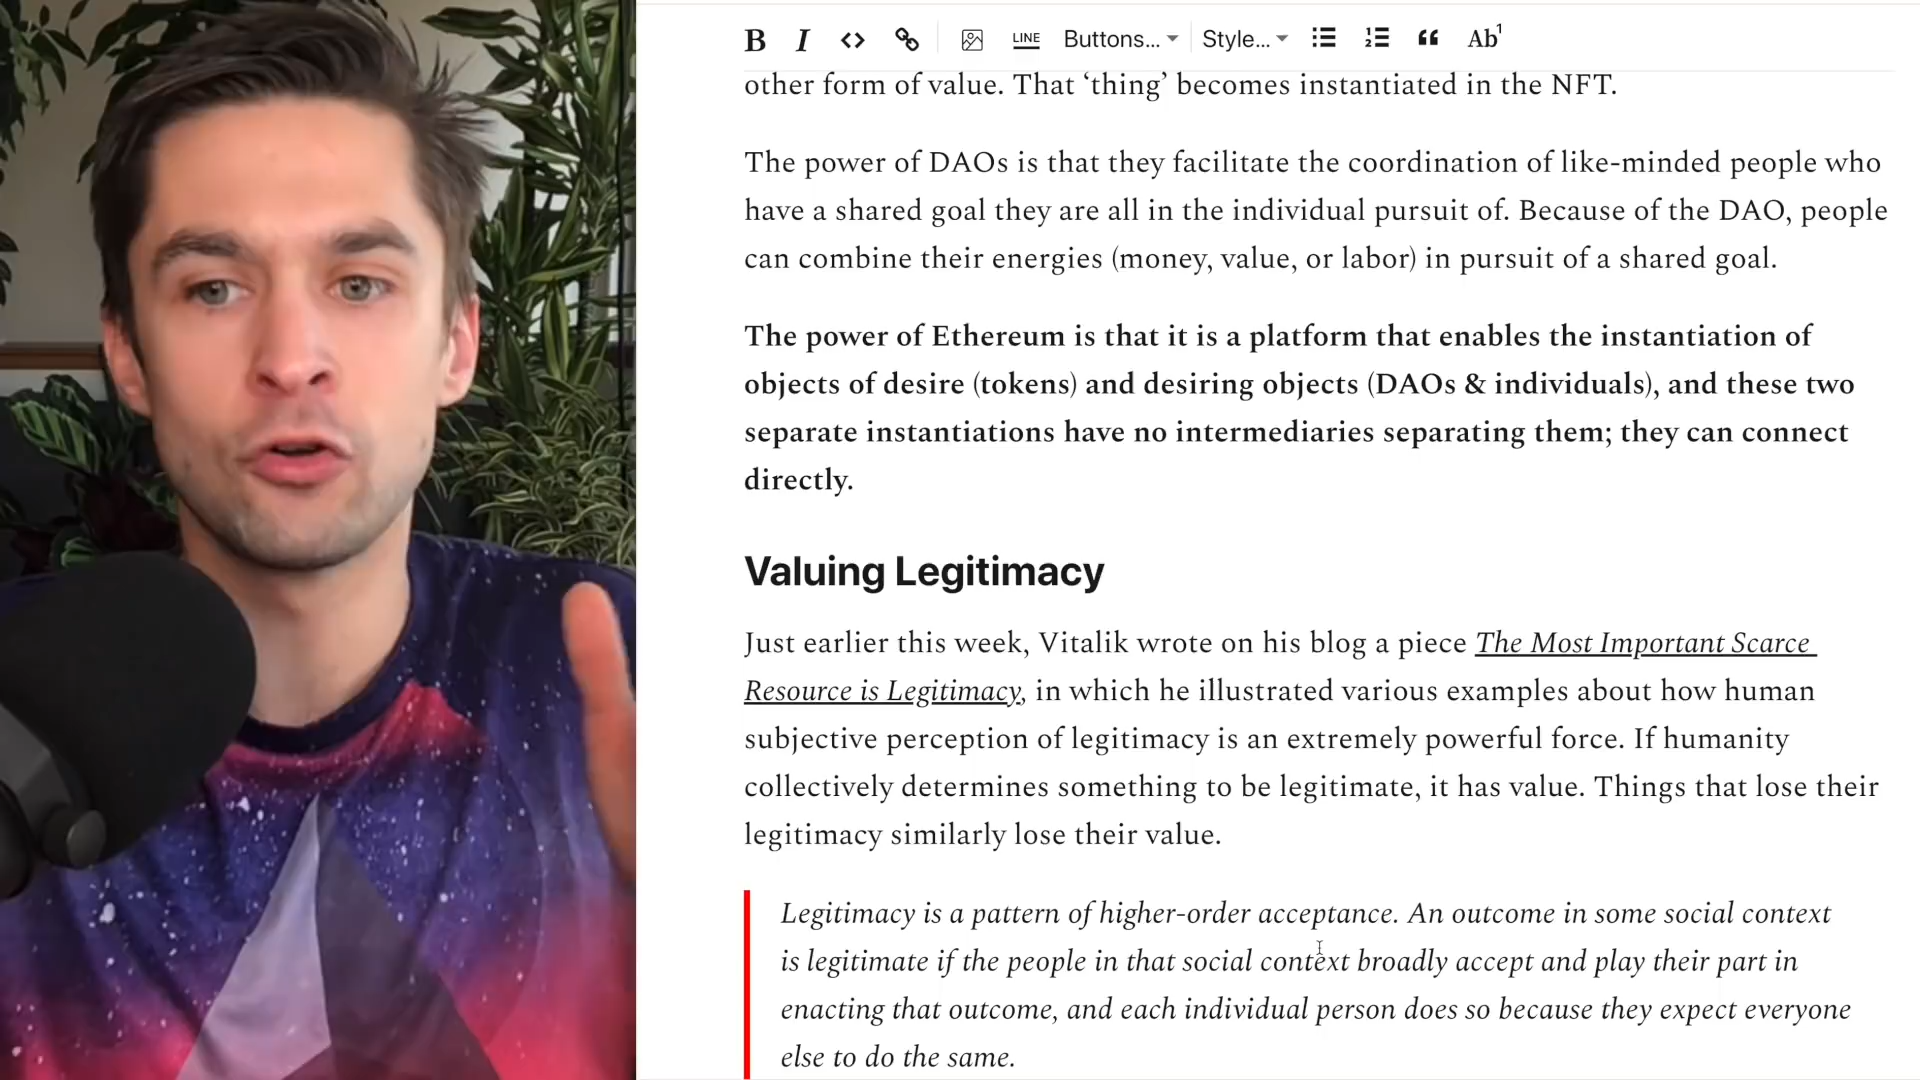 B I <> LINE Buttons... Style... Ab1
other form of value. That ‘thing’ becomes instantiated in the NFT.
The power of DAOs is that they facilitate the coordination of like-minded people who
have a shared goal they are all in the individual pursuit of. Because of the DAO, people
can combine their energies (money, value, or labor) in pursuit of a shared goal.
The power of Ethereum is that it is a platform that enables the instantiation of
objects of desire (tokens) and desiring objects (DAOs & individuals), and these two
separate instantiations have no intermediaries separating them; they can connect
directly.
Valuing Legitimacy
Just earlier this week, Vitalik wrote on his blog a piece The Most Important Scarce
Resource is Legitimacy, in which he illustrated various examples about how human
subjective perception of legitimacy is an extremely powerful force. If humanity
collectively determines something to be legitimate, it has value. Things that lose their
legitimacy similarly lose their value.
Legitimacy is a pattern of higher-order acceptance. An outcome in some social context
is legitimate if the people in that social context broadly accept and play their part in
enacting that outcome, and each individual person does so because they expect everyone
else to do the same.